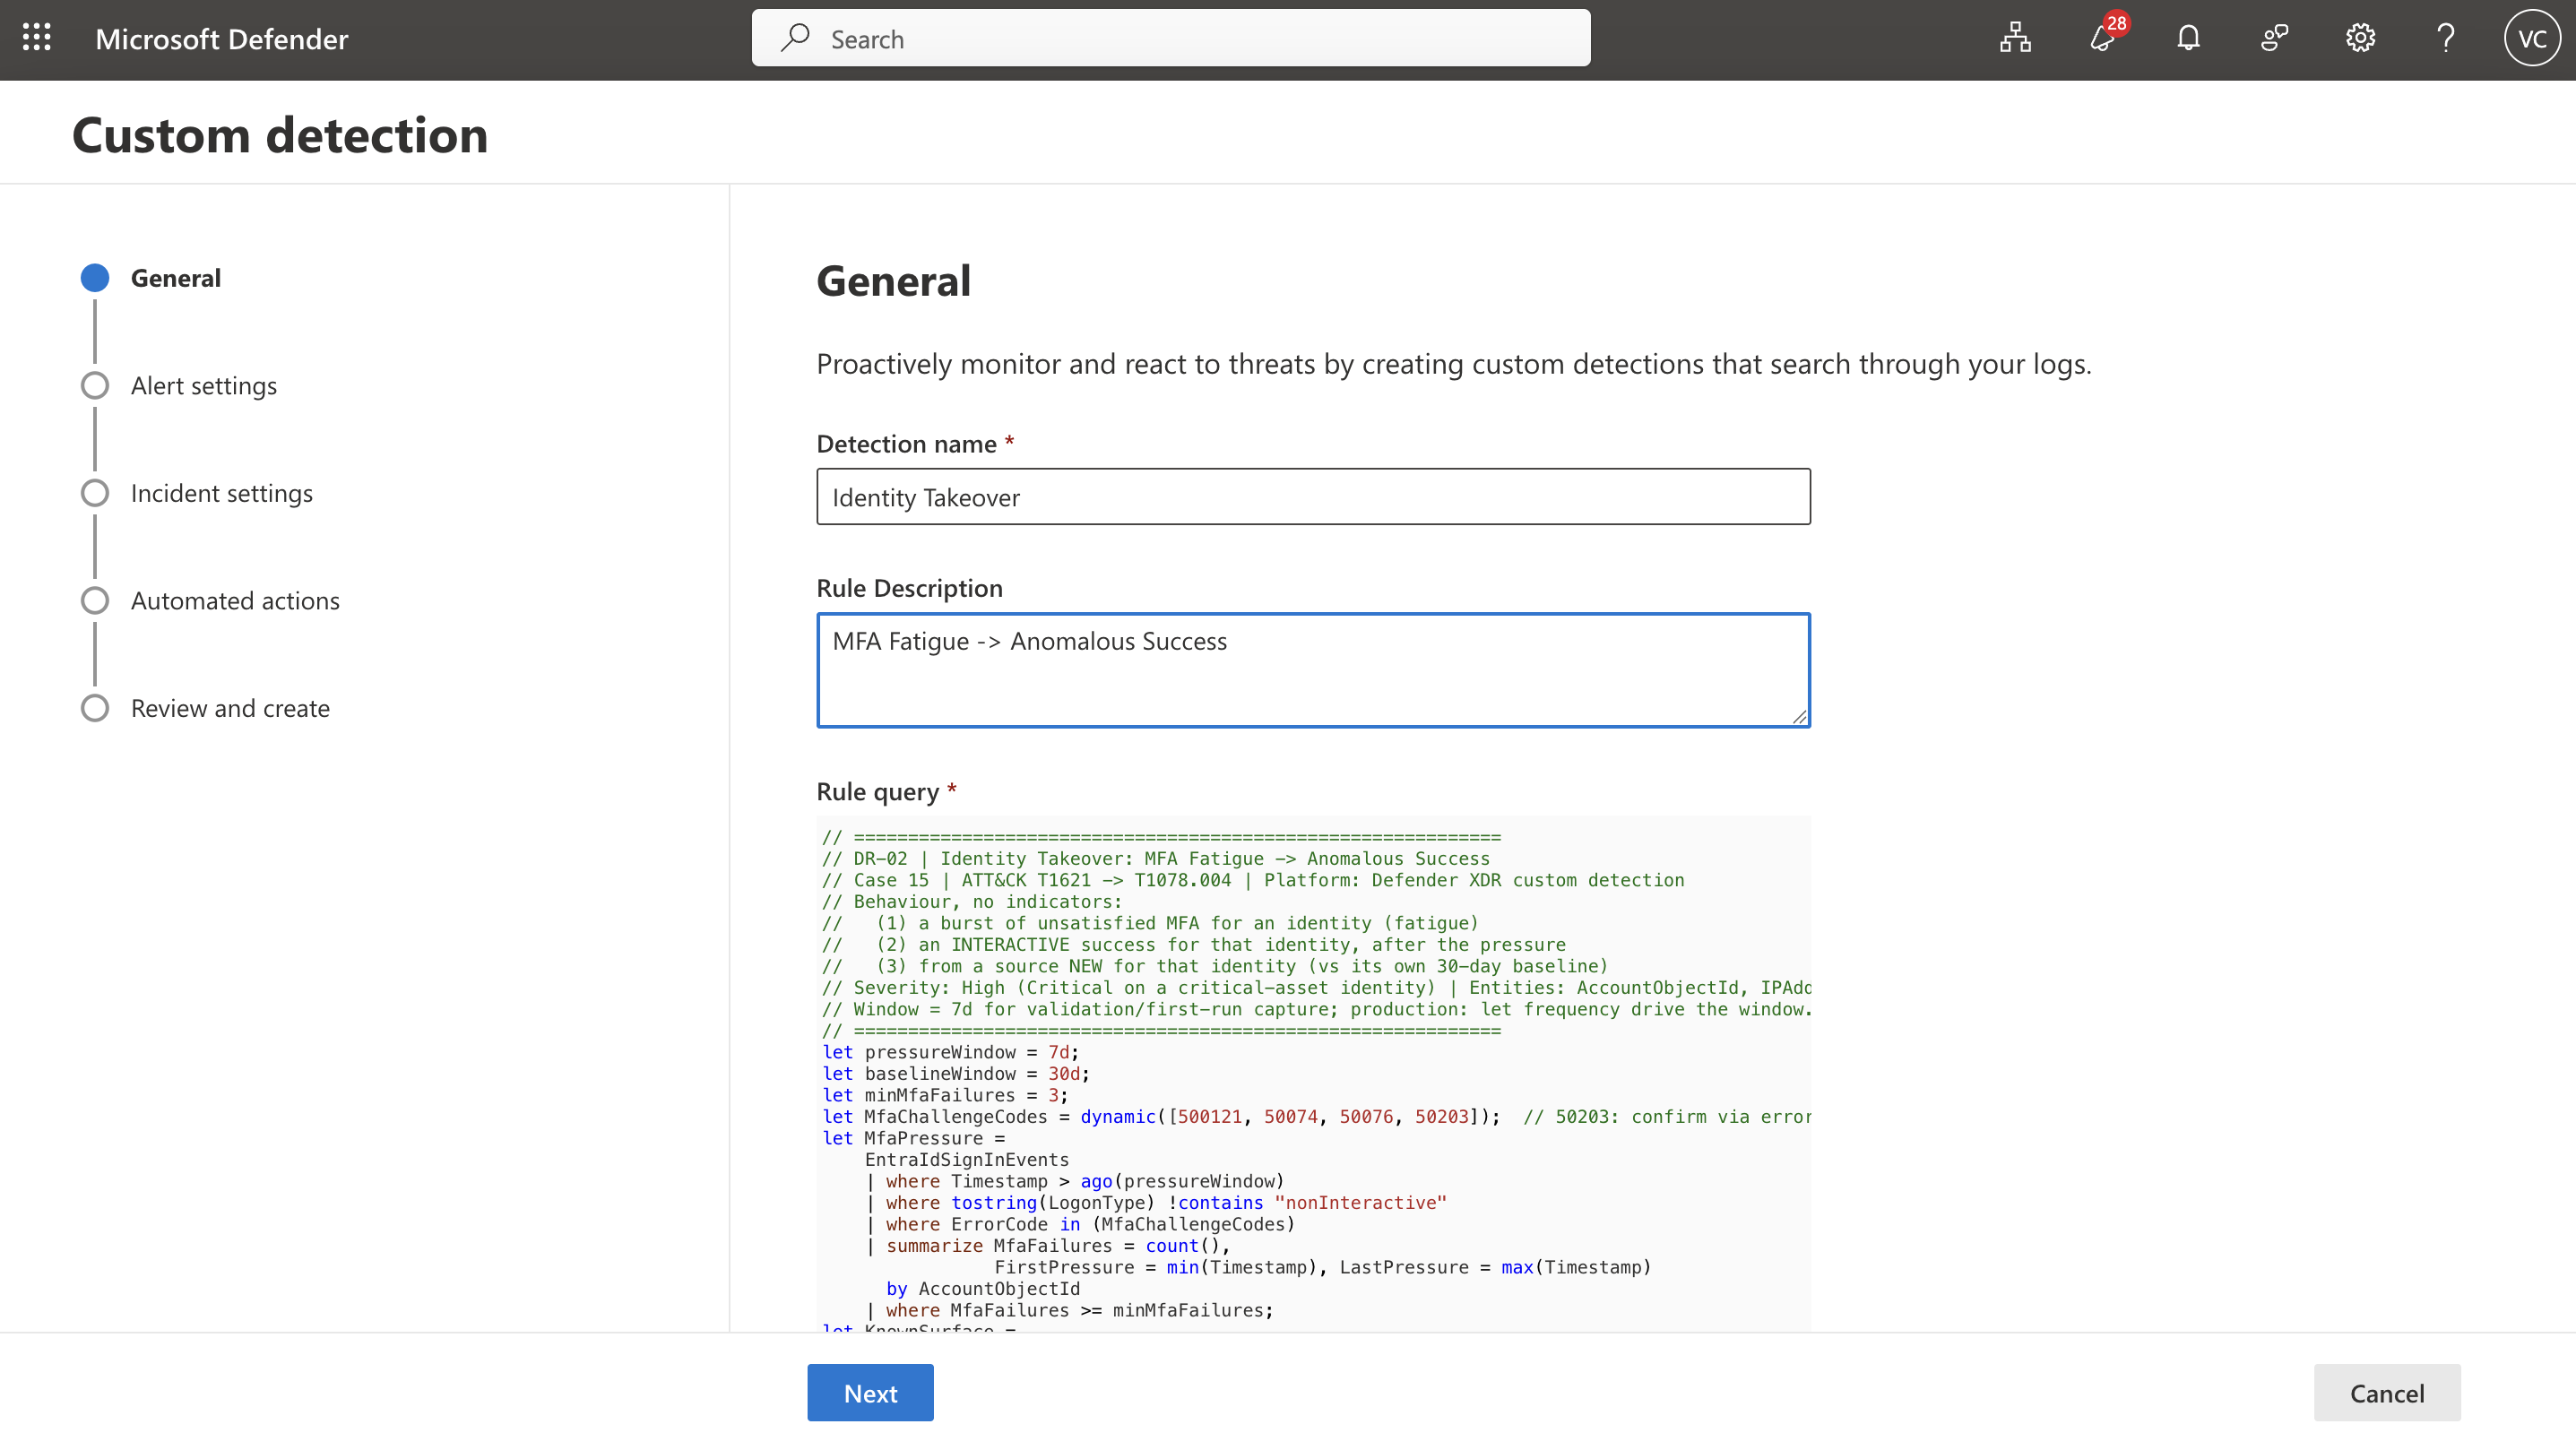 Microsoft Defender
Search
28
VC
Custom detection
General
Alert settings
Incident settings
Automated actions
Review and create
General
Proactively monitor and react to threats by creating custom detections that search through your logs.
Detection name *
Identity Takeover
Rule Description
MFA Fatigue -> Anomalous Success
Rule query *
// ============================================================
// DR-02 | Identity Takeover: MFA Fatigue -> Anomalous Success
// Case 15 | ATT&CK T1621 -> T1078.004 | Platform: Defender XDR custom detection
// Behaviour, no indicators:
//   (1) a burst of unsatisfied MFA for an identity (fatigue)
//   (2) an INTERACTIVE success for that identity, after the pressure
//   (3) from a source NEW for that identity (vs its own 30-day baseline)
// Severity: High (Critical on a critical-asset identity) | Entities: AccountObjectId, IPAdd
// Window = 7d for validation/first-run capture; production: let frequency drive the window.
// ============================================================
let pressureWindow = 7d;
let baselineWindow = 30d;
let minMfaFailures = 3;
let MfaChallengeCodes = dynamic([500121, 50074, 50076, 50203]);  // 50203: confirm via error
let MfaPressure =
    EntraIdSignInEvents
    | where Timestamp > ago(pressureWindow)
    | where tostring(LogonType) !contains "nonInteractive"
    | where ErrorCode in (MfaChallengeCodes)
    | summarize MfaFailures = count(),
                FirstPressure = min(Timestamp), LastPressure = max(Timestamp)
      by AccountObjectId
    | where MfaFailures >= minMfaFailures;
let KnownSurface =
Next
Cancel